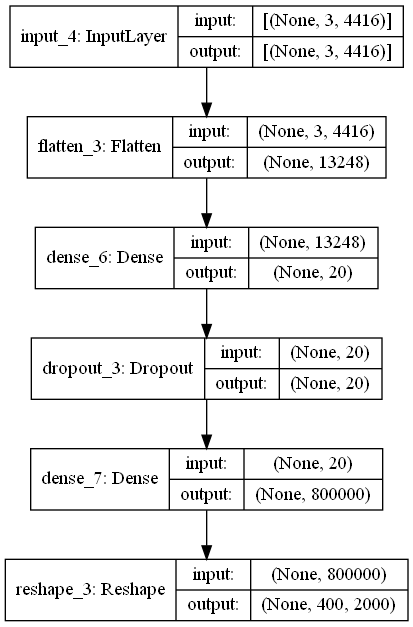 input_4: InputLayer input: [(None, 3, 4416)]
output: [(None, 3, 4416)]
flatten_3: Flatten input: (None, 3, 4416)
output: (None, 13248)
dense_6: Dense input: (None, 13248)
output: (None, 20)
dropout_3: Dropout input: (None, 20)
output: (None, 20)
dense_7: Dense input: (None, 20)
output: (None, 800000)
reshape_3: Reshape input: (None, 800000)
output: (None, 400, 2000)